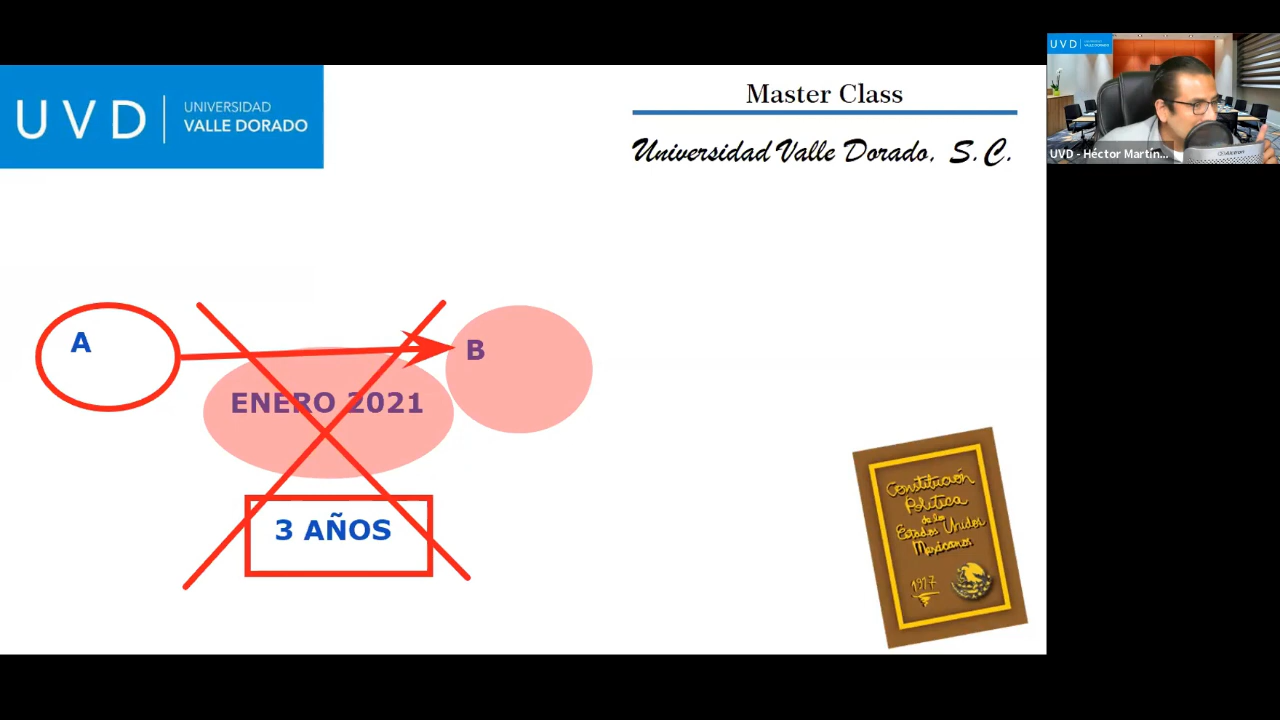 UVD
UNIVERSIDAD
VALLE DORADO
Master Class
Universidad Valle Dorado, S.C.
UVD
UVD - Héctor Martín...
A
B
ENERO 2021
3 AÑOS
Constitución
Política
de los
Estados Unidos
Mexicanos
1917